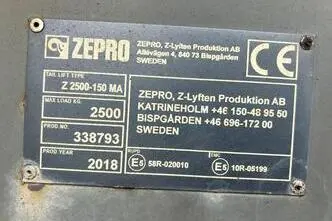 ZEPRO
ZEPRO, Z-Lyften Produktion AB
Allévägen 4, 840 73 Bispgården
SWEDEN
CE
TAIL LIFT TYPE
Z 2500-150 MA
MAX LOAD KG.
2500
PROD.NO.
338793
PROD.YEAR
2018
ZEPRO, Z-Lyften Produktion AB
KATRINEHOLM +46 150-48 95 50
BISPGÅRDEN +46 696-172 00
SWEDEN
RUPD
E5 58R-020010
EMC
E5 10R-05199